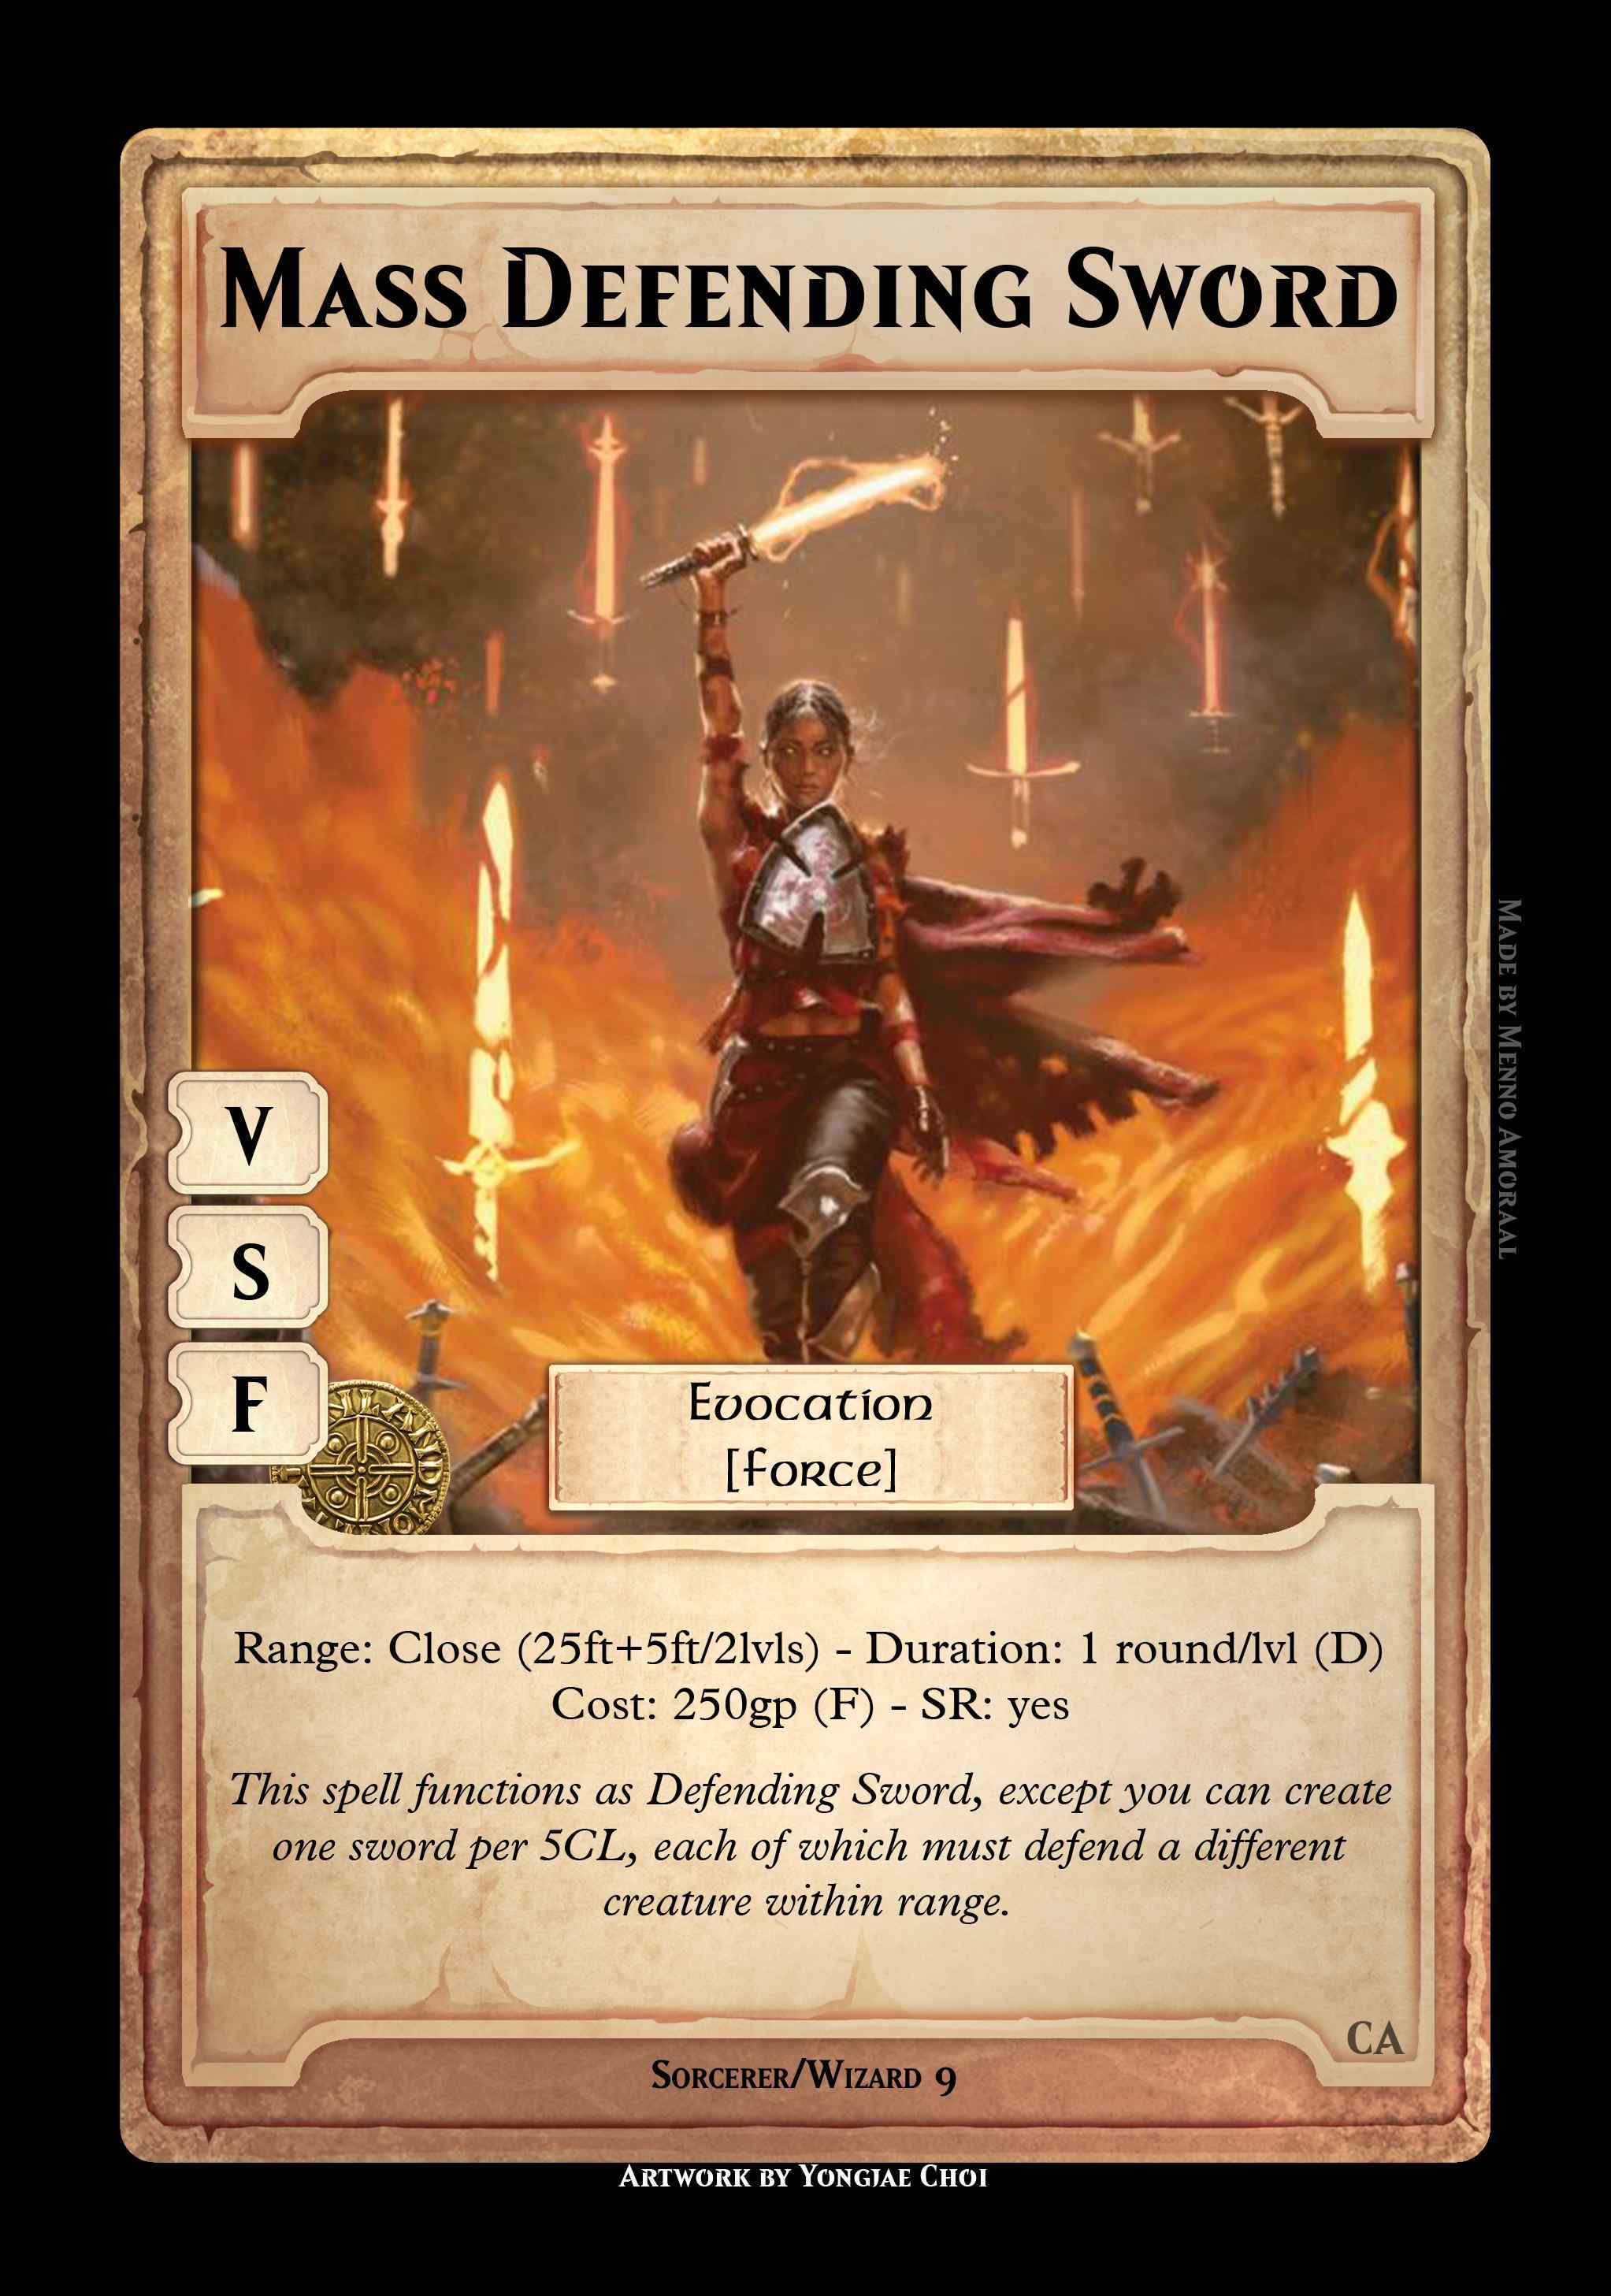 Mass Defending Sword
V
S
F
Evocation
[Force]
Range: Close (25ft+5ft/2lvls) - Duration: 1 round/lvl (D)
Cost: 250gp (F) - SR: yes
This spell functions as Defending Sword, except you can create
one sword per 5CL, each of which must defend a different
creature within range.
CA
Sorcerer/Wizard 9
Artwork by Yongjae Choi
Made by Menno Amoraal